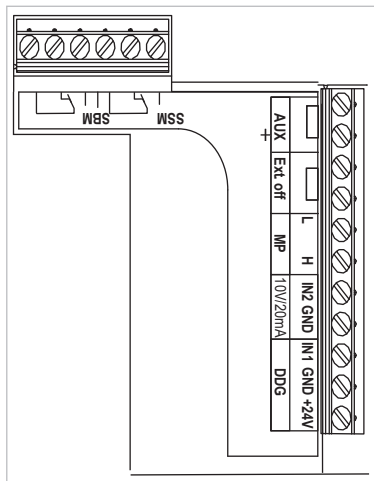 SBM
SSM
AUX
+
Ext off
MP
L
H
10V/20mA
IN2 GND
DDG
IN1 GND +24V